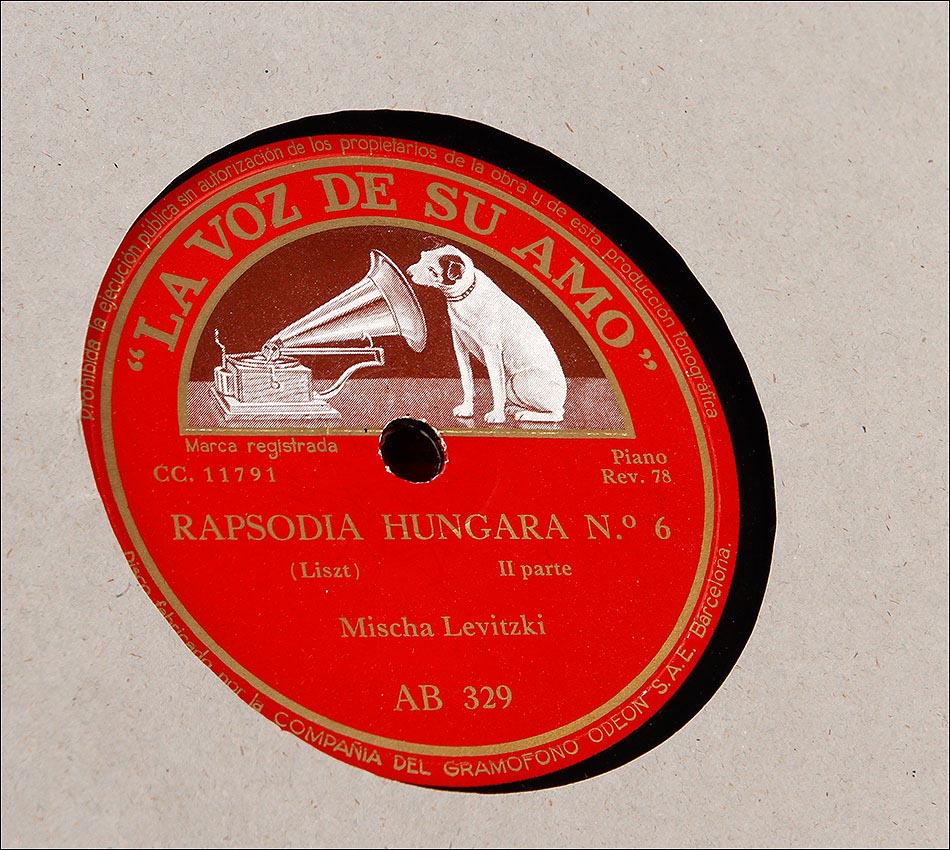 Prohibida la ejecución pública sin autorización de los propietarios de la obra y de esta producción fonográfica
“LA VOZ DE SU AMO”
Marca registrada
CC. 11791
Piano
Rev. 78
RAPSODIA HUNGARA N.º 6
(Liszt) II parte
Mischa Levitzki
AB 329
Disco fabricado por la COMPAÑIA DEL GRAMOFONO ODEON S.A.E. Barcelona.